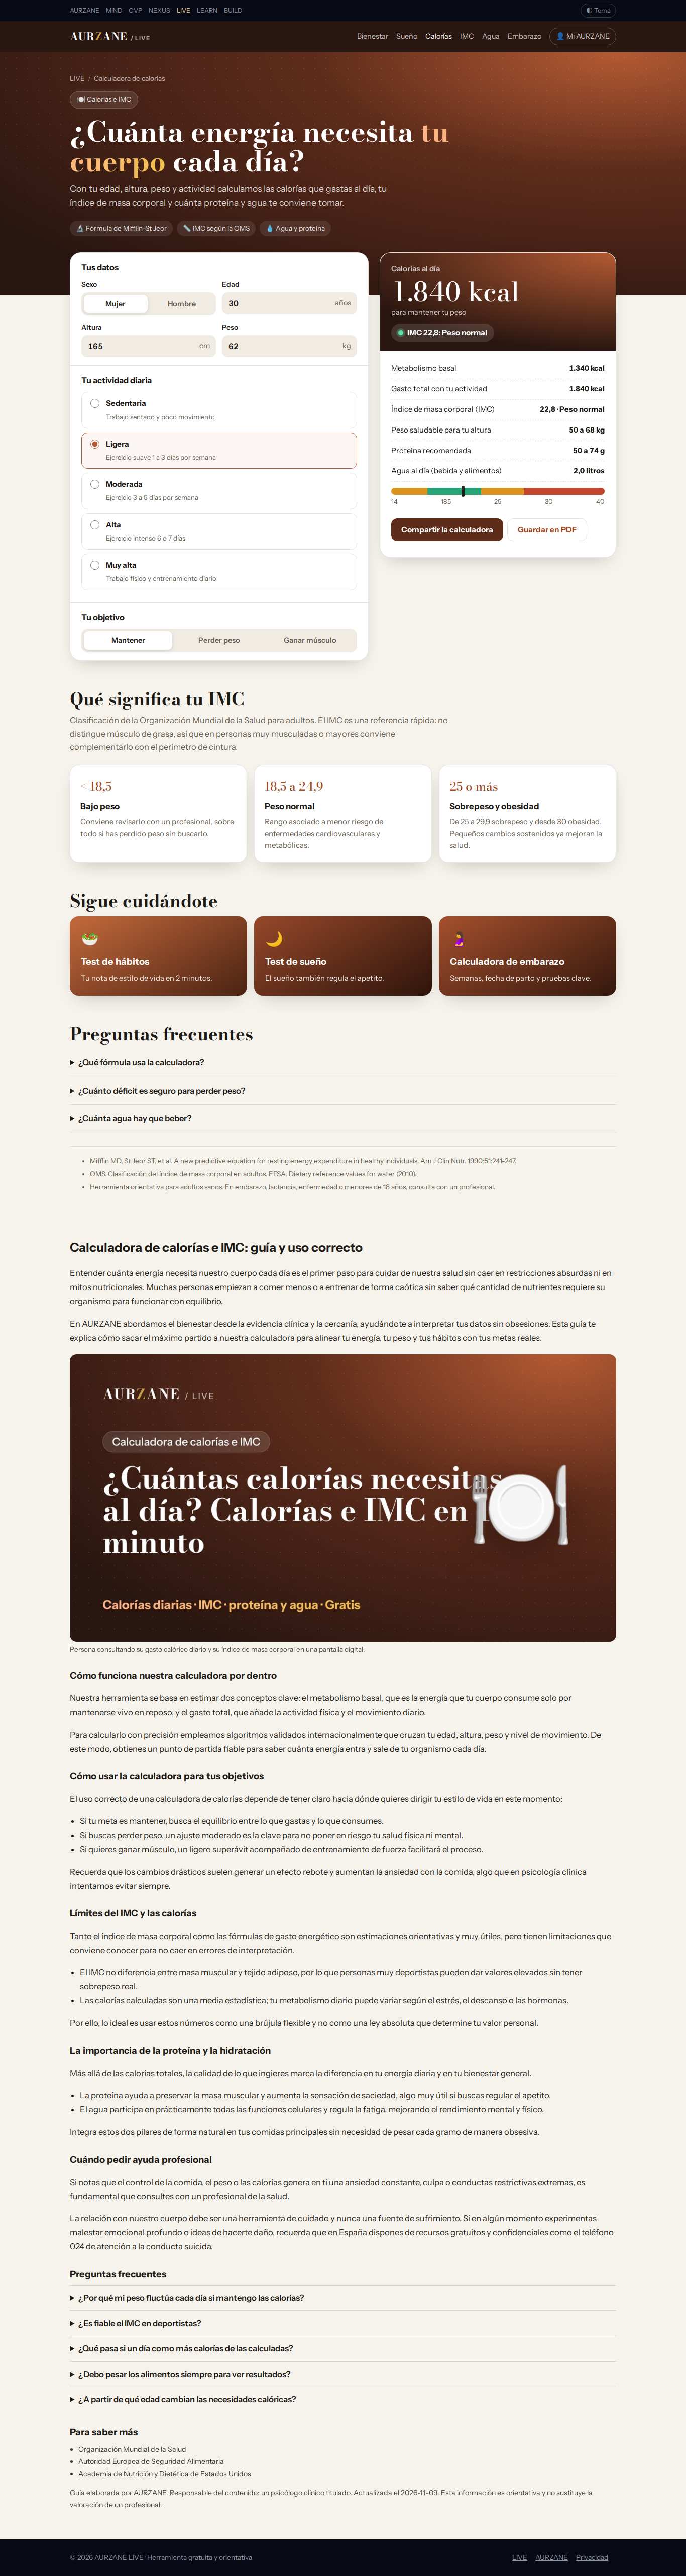 AURZANE MIND OVP NEXUS LIVE LEARN BUILD
Tema
AURZANE / LIVE
Bienestar Sueño Calorías IMC Agua Embarazo Mi AURZANE
LIVE / Calculadora de calorías
Calorías e IMC
¿Cuánta energía necesita tu
cuerpo cada día?
Con tu edad, altura, peso y actividad calculamos las calorías que gastas al día, tu
índice de masa corporal y cuánta proteína y agua te conviene tomar.
Fórmula de Mifflin-St Jeor
IMC según la OMS
Agua y proteína
Tus datos
Sexo
Edad
Mujer Hombre
30 años
Altura
Peso
165 cm
62 kg
Tu actividad diaria
Sedentaria
Trabajo sentado y poco movimiento
Ligera
Ejercicio suave 1 a 3 días por semana
Moderada
Ejercicio 3 a 5 días por semana
Alta
Ejercicio intenso 6 o 7 días
Muy alta
Trabajo físico y entrenamiento diario
Tu objetivo
Mantener Perder peso Ganar músculo
Calorías al día
1.840 kcal
para mantener tu peso
IMC 22,8: Peso normal
Metabolismo basal 1.340 kcal
Gasto total con tu actividad 1.840 kcal
Índice de masa corporal (IMC) 22,8 · Peso normal
Peso saludable para tu altura 50 a 68 kg
Proteína recomendada 50 a 74 g
Agua al día (bebida y alimentos) 2,0 litros
14 18,5 25 30 40
Compartir la calculadora
Guardar en PDF
Qué significa tu IMC
Clasificación de la Organización Mundial de la Salud para adultos. El IMC es una referencia rápida: no
distingue músculo de grasa, así que en personas muy musculadas o mayores conviene
complementarlo con el perímetro de cintura.
< 18,5
Bajo peso
Conviene revisarlo con un profesional, sobre
todo si has perdido peso sin buscarlo.
18,5 a 24,9
Peso normal
Rango asociado a menor riesgo de
enfermedades cardiovasculares y
metabólicas.
25 o más
Sobrepeso y obesidad
De 25 a 29,9 sobrepeso y desde 30 obesidad.
Pequeños cambios sostenidos ya mejoran la
salud.
Sigue cuidándote
Test de hábitos
Tu nota de estilo de vida en 2 minutos.
Test de sueño
El sueño también regula el apetito.
Calculadora de embarazo
Semanas, fecha de parto y pruebas clave.
Preguntas frecuentes
¿Qué fórmula usa la calculadora?
¿Cuánto déficit es seguro para perder peso?
¿Cuánta agua hay que beber?
Mifflin MD, St Jeor ST, et al. A new predictive equation for resting energy expenditure in healthy individuals. Am J Clin Nutr. 1990;51:241-247.
OMS. Clasificación del índice de masa corporal en adultos. EFSA. Dietary reference values for water (2010).
Herramienta orientativa para adultos sanos. En embarazo, lactancia, enfermedad o menores de 18 años, consulta con un profesional.
Calculadora de calorías e IMC: guía y uso correcto
Entender cuánta energía necesita nuestro cuerpo cada día es el primer paso para cuidar de nuestra salud sin caer en restricciones absurdas ni en
mitos nutricionales. Muchas personas empiezan a comer menos o a entrenar de forma caótica sin saber qué cantidad de nutrientes requiere su
organismo para funcionar con equilibrio.
En AURZANE abordamos el bienestar desde la evidencia clínica y la cercanía, ayudándote a interpretar tus datos sin obsesiones. Esta guía te
explica cómo sacar el máximo partido a nuestra calculadora para alinear tu energía, tu peso y tus hábitos con tus metas reales.
AURZANE / LIVE
Calculadora de calorías e IMC
¿Cuántas calorías necesitas
al día? Calorías e IMC en 1
minuto
Calorías diarias · IMC · proteína y agua · Gratis
Persona consultando su gasto calórico diario y su índice de masa corporal en una pantalla digital.
Cómo funciona nuestra calculadora por dentro
Nuestra herramienta se basa en estimar dos conceptos clave: el metabolismo basal, que es la energía que tu cuerpo consume solo por
mantenerse vivo en reposo, y el gasto total, que añade la actividad física y el movimiento diario.
Para calcularlo con precisión empleamos algoritmos validados internacionalmente que cruzan tu edad, altura, peso y nivel de movimiento. De
este modo, obtienes un punto de partida fiable para saber cuánta energía entra y sale de tu organismo cada día.
Cómo usar la calculadora para tus objetivos
El uso correcto de una calculadora de calorías depende de tener claro hacia dónde quieres dirigir tu estilo de vida en este momento:
Si tu meta es mantener, busca el equilibrio entre lo que gastas y lo que consumes.
Si buscas perder peso, un ajuste moderado es la clave para no poner en riesgo tu salud física ni mental.
Si quieres ganar músculo, un ligero superávit acompañado de entrenamiento de fuerza facilitará el proceso.
Recuerda que los cambios drásticos suelen generar un efecto rebote y aumentan la ansiedad con la comida, algo que en psicología clínica
intentamos evitar siempre.
Límites del IMC y las calorías
Tanto el índice de masa corporal como las fórmulas de gasto energético son estimaciones orientativas y muy útiles, pero tienen limitaciones que
conviene conocer para no caer en errores de interpretación.
El IMC no diferencia entre masa muscular y tejido adiposo, por lo que personas muy deportistas pueden dar valores elevados sin tener
sobrepeso real.
Las calorías calculadas son una media estadística; tu metabolismo diario puede variar según el estrés, el descanso o las hormonas.
Por ello, lo ideal es usar estos números como una brújula flexible y no como una ley absoluta que determine tu valor personal.
La importancia de la proteína y la hidratación
Más allá de las calorías totales, la calidad de lo que ingieres marca la diferencia en tu energía diaria y en tu bienestar general.
La proteína ayuda a preservar la masa muscular y aumenta la sensación de saciedad, algo muy útil si buscas regular el apetito.
El agua participa en prácticamente todas las funciones celulares y regula la fatiga, mejorando el rendimiento mental y físico.
Integra estos dos pilares de forma natural en tus comidas principales sin necesidad de pesar cada gramo de manera obsesiva.
Cuándo pedir ayuda profesional
Si notas que el control de la comida, el peso o las calorías genera en ti una ansiedad constante, culpa o conductas restrictivas extremas, es
fundamental que consultes con un profesional de la salud.
La relación con nuestro cuerpo debe ser una herramienta de cuidado y nunca una fuente de sufrimiento. Si en algún momento experimentas
malestar emocional profundo o ideas de hacerte daño, recuerda que en España dispones de recursos gratuitos y confidenciales como el teléfono
024 de atención a la conducta suicida.
Preguntas frecuentes
¿Por qué mi peso fluctúa cada día si mantengo las calorías?
¿Es fiable el IMC en deportistas?
¿Qué pasa si un día como más calorías de las calculadas?
¿Debo pesar los alimentos siempre para ver resultados?
¿A partir de qué edad cambian las necesidades calóricas?
Para saber más
Organización Mundial de la Salud
Autoridad Europea de Seguridad Alimentaria
Academia de Nutrición y Dietética de Estados Unidos
Guía elaborada por AURZANE. Responsable del contenido: un psicólogo clínico titulado. Actualizada el 2026-11-09. Esta información es orientativa y no sustituye la
valoración de un profesional.
© 2026 AURZANE LIVE · Herramienta gratuita y orientativa
LIVE AURZANE Privacidad